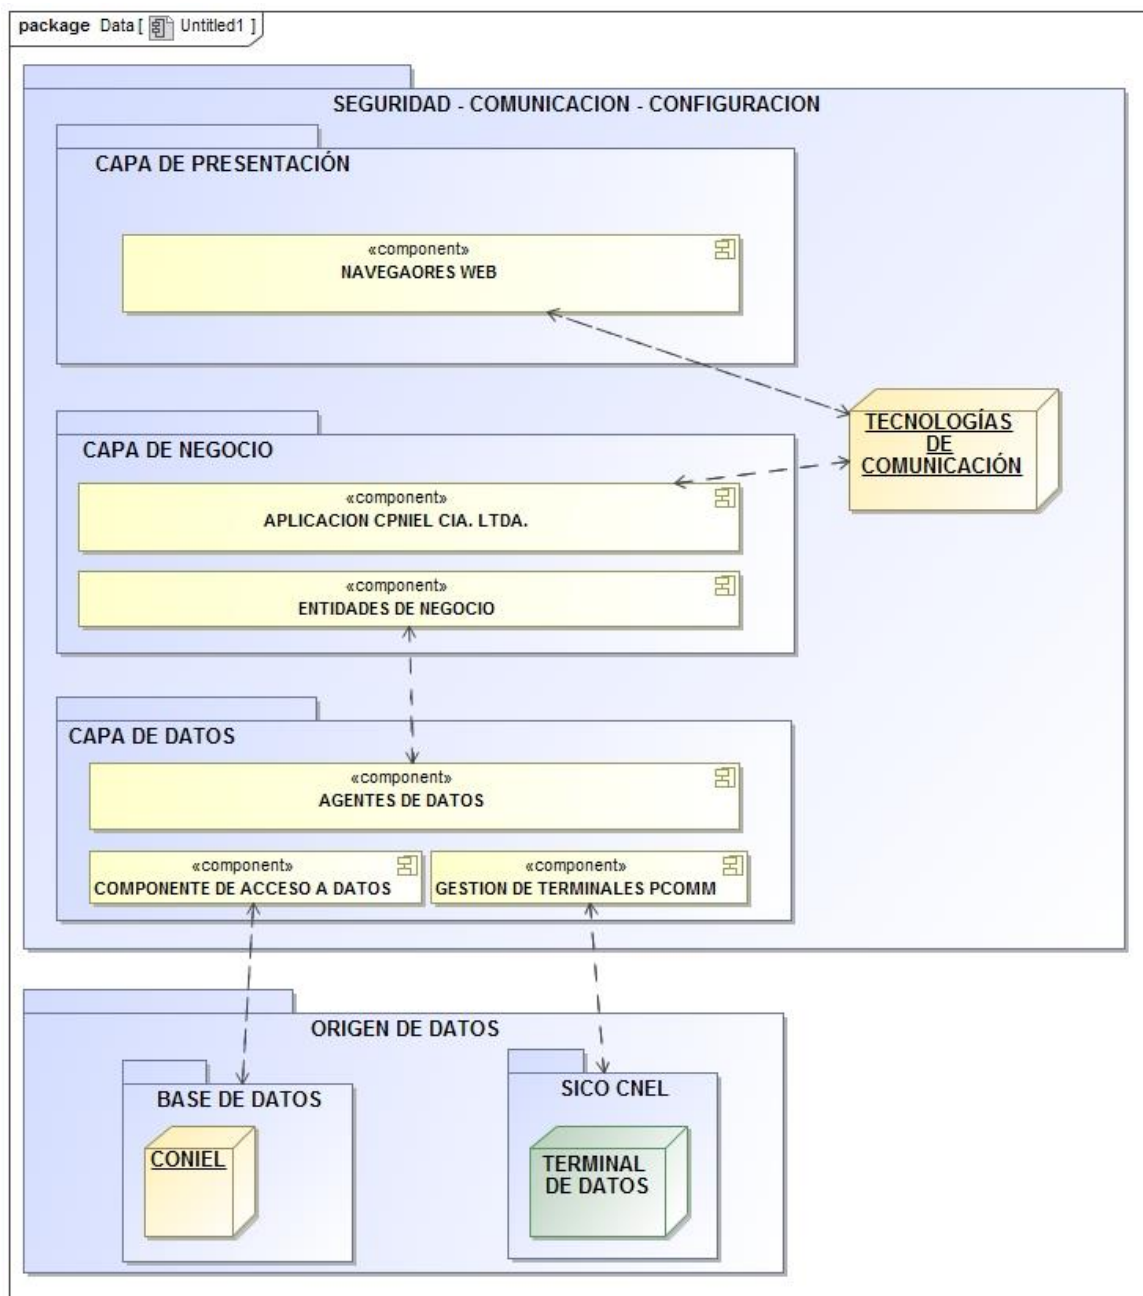 package Data [ Untitled1 ]
SEGURIDAD - COMUNICACION - CONFIGURACION
CAPA DE PRESENTACIÓN
«component»
NAVEGAORES WEB
TECNOLOGÍAS
DE
COMUNICACIÓN
CAPA DE NEGOCIO
«component»
APLICACION CPNIEL CIA. LTDA.
«component»
ENTIDADES DE NEGOCIO
CAPA DE DATOS
«component»
AGENTES DE DATOS
«component»
COMPONENTE DE ACCESO A DATOS
«component»
GESTION DE TERMINALES PCOMM
ORIGEN DE DATOS
BASE DE DATOS
CONIEL
SICO CNEL
TERMINAL
DE DATOS